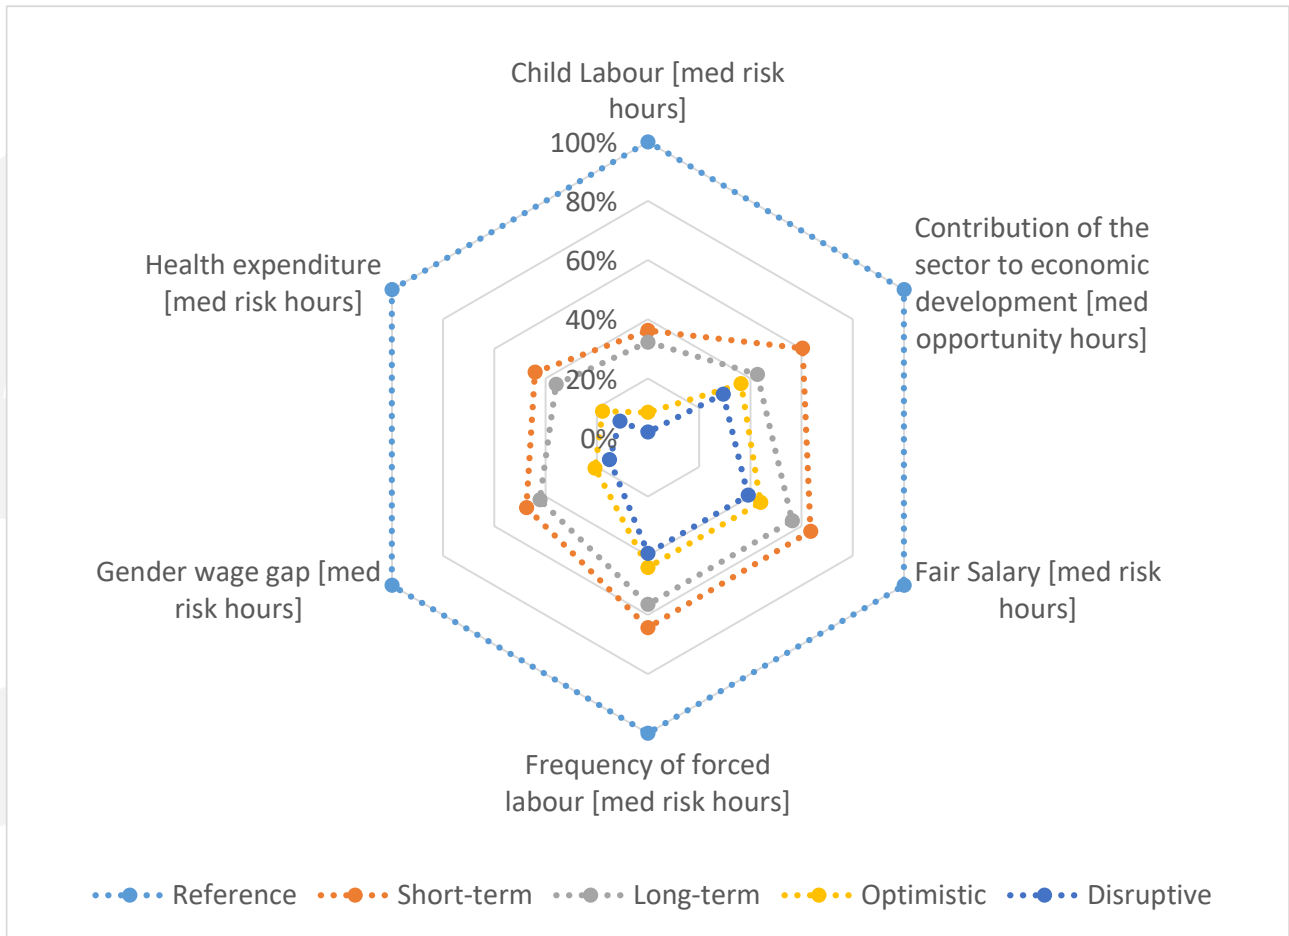 Child Labour [med risk
hours]
100%
80%
60%
40%
20%
0%
Contribution of the
sector to economic
development [med
opportunity hours]
Fair Salary [med risk
hours]
Frequency of forced
labour [med risk hours]
Gender wage gap [med
risk hours]
Health expenditure
[med risk hours]
Reference Short-term Long-term Optimistic Disruptive